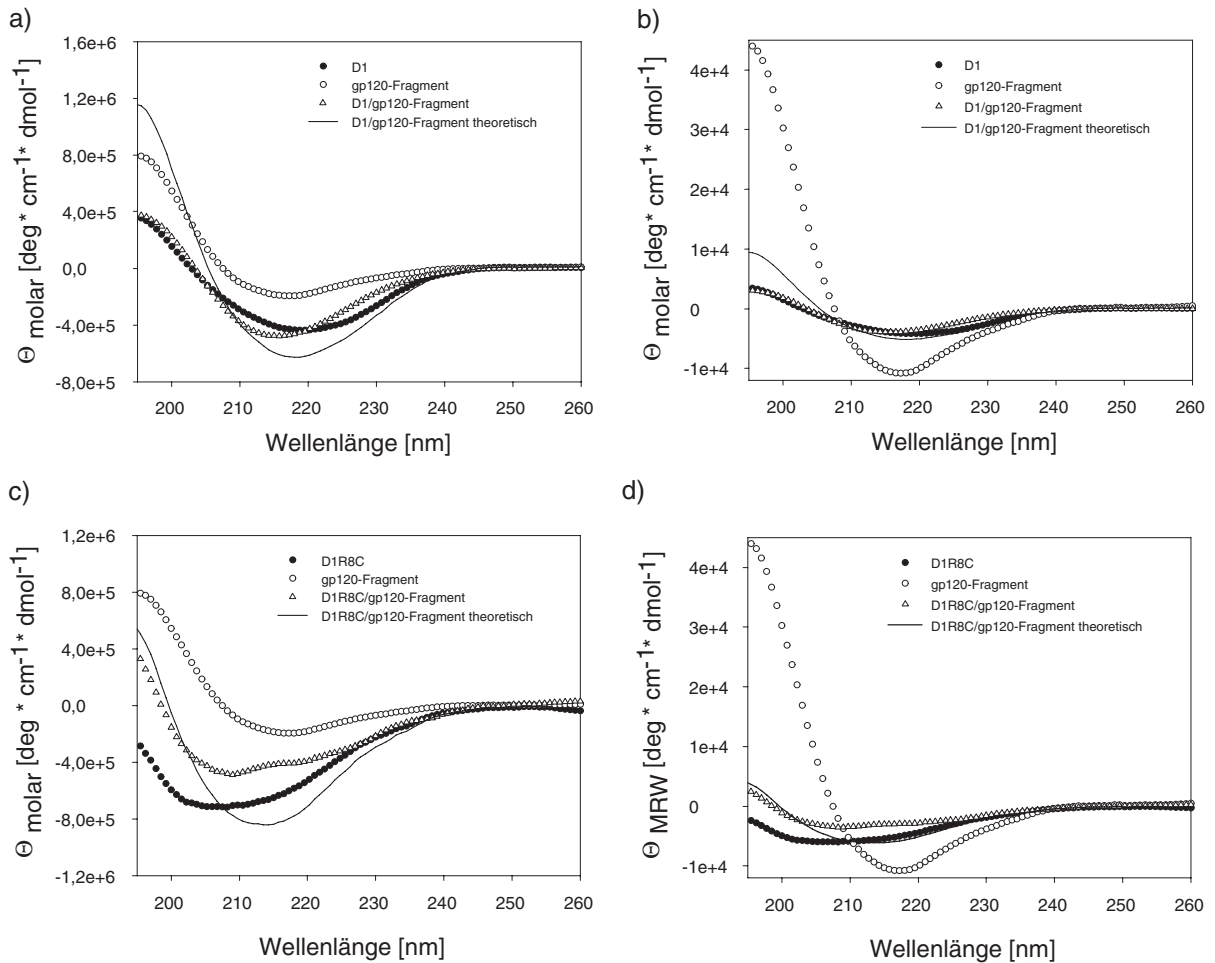 a)
Θ molar [deg* cm-1* dmol-1]
1,6e+6
1,2e+6
8,0e+5
4,0e+5
0,0
-4,0e+5
-8,0e+5
D1
gp120-Fragment
D1/gp120-Fragment
D1/gp120-Fragment theoretisch
200 210 220 230 240 250 260
Wellenlänge [nm]
b)
Θ molar [deg* cm-1* dmol-1]
4e+4
3e+4
2e+4
1e+4
0
-1e+4
D1
gp120-Fragment
D1/gp120-Fragment
D1/gp120-Fragment theoretisch
200 210 220 230 240 250 260
Wellenlänge [nm]
c)
Θ molar [deg* cm-1* dmol-1]
1,2e+6
8,0e+5
4,0e+5
0,0
-4,0e+5
-8,0e+5
-1,2e+6
D1R8C
gp120-Fragment
D1R8C/gp120-Fragment
D1R8C/gp120-Fragment theoretisch
200 210 220 230 240 250 260
Wellenlänge [nm]
d)
Θ MRW [deg* cm-1* dmol-1]
4e+4
3e+4
2e+4
1e+4
0
-1e+4
D1R8C
gp120-Fragment
D1R8C/gp120-Fragment
D1R8C/gp120-Fragment theoretisch
200 210 220 230 240 250 260
Wellenlänge [nm]